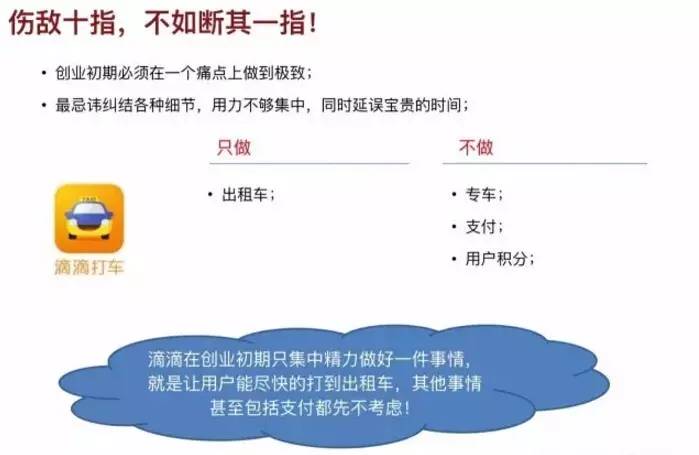 伤敌十指，不如断其一指！
• 创业初期必须在一个痛点上做到极致；
• 最忌讳纠结各种细节，用力不够集中，同时延误宝贵的时间；
只做
不做
• 出租车；
• 专车；
• 支付；
• 用户积分；
TAXI
滴滴打车
滴滴在创业初期只集中精力做好一件事情，
就是让用户能尽快的打到出租车，其他事情
甚至包括支付都先不考虑！